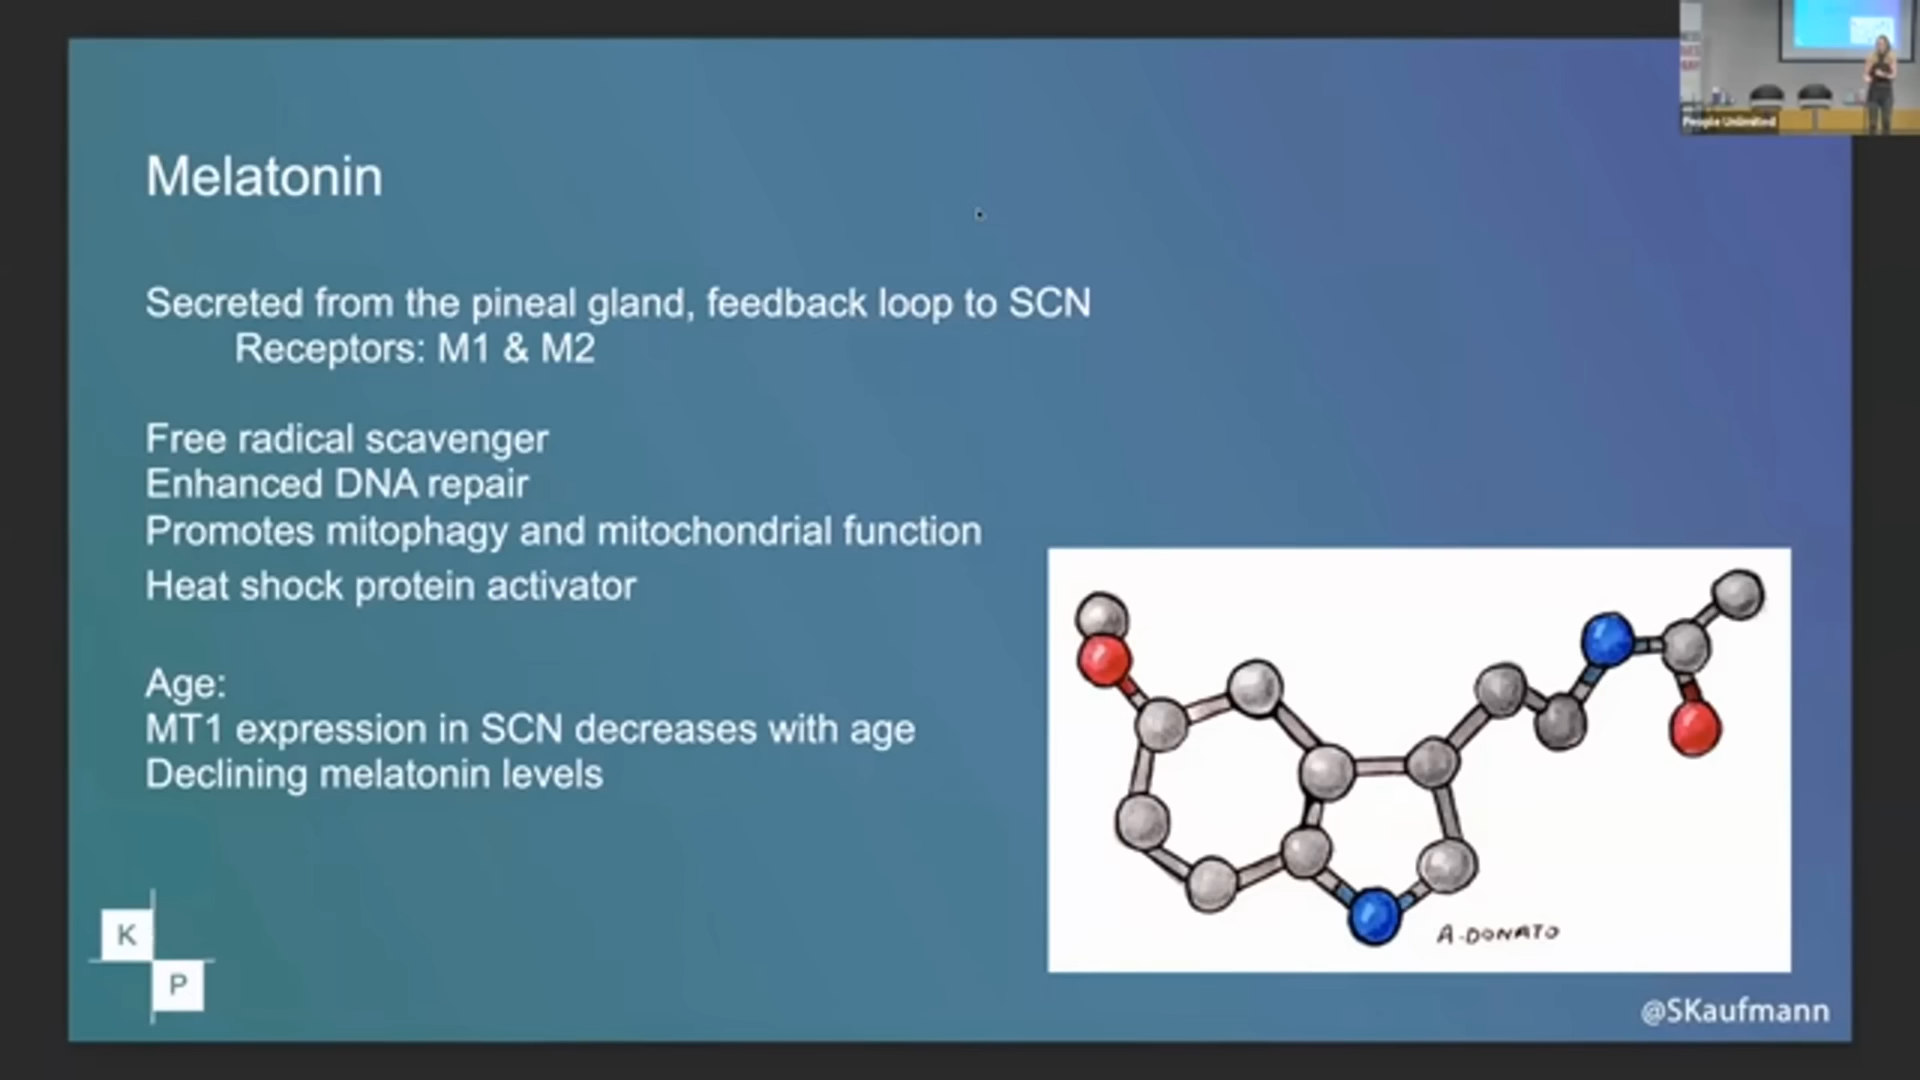 Melatonin
Secreted from the pineal gland, feedback loop to SCN
Receptors: M1 & M2
Free radical scavenger
Enhanced DNA repair
Promotes mitophagy and mitochondrial function
Heat shock protein activator
Age:
MT1 expression in SCN decreases with age
Declining melatonin levels
K
P
A·DONATO
@SKaufmann
People Unlimited